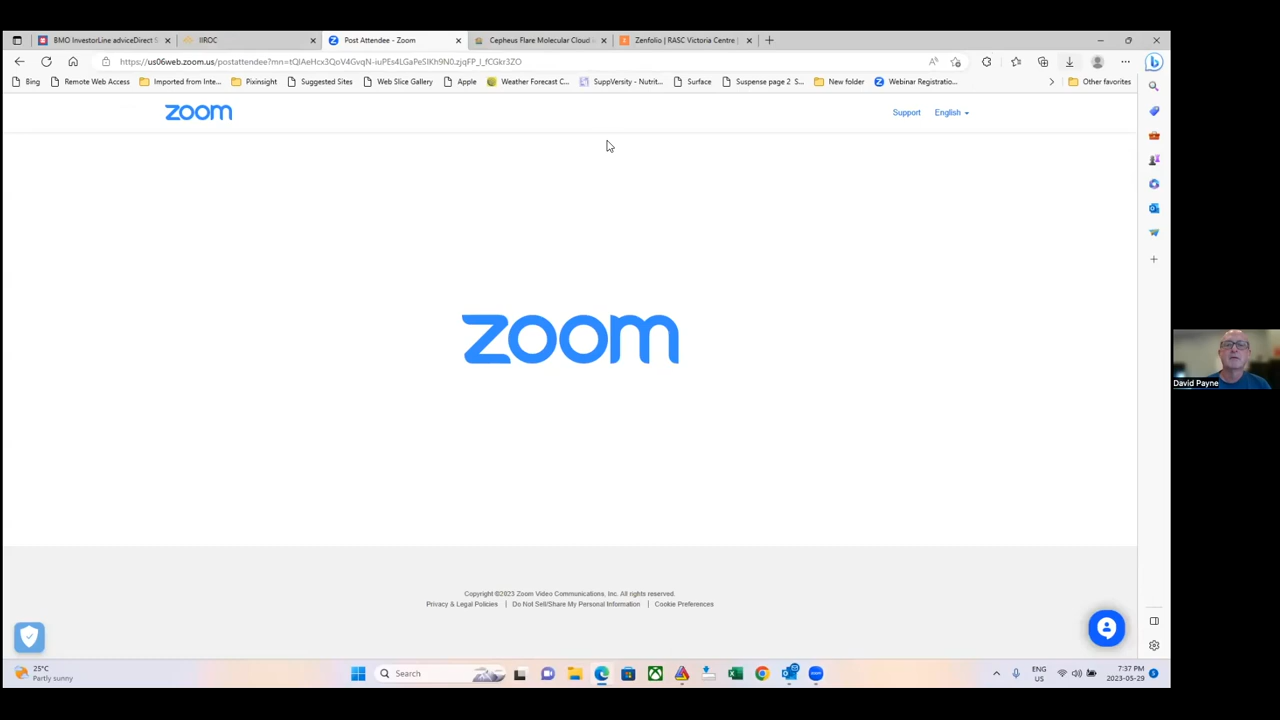 BMO InvestorLine adviceDirect S
IIROC
Post Attendee - Zoom
Cepheus Flare Molecular Cloud
Zenfolio | RASC Victoria Centre |
Bing
Remote Web Access
Imported from Inte...
Pixinsight
Suggested Sites
Web Slice Gallery
Apple
Weather Forecast C...
SuppVersity - Nutrit...
Surface
Suspense page 2 S...
New folder
Webinar Registratio...
Other favorites
zoom
Support
English
zoom
David Payne
Copyright ©2023 Zoom Video Communications, Inc. All rights reserved.
Privacy & Legal Policies | Do Not Sell/Share My Personal Information | Cookie Preferences
25°C
Partly sunny
Search
ENG
US
7:37 PM
2023-05-29